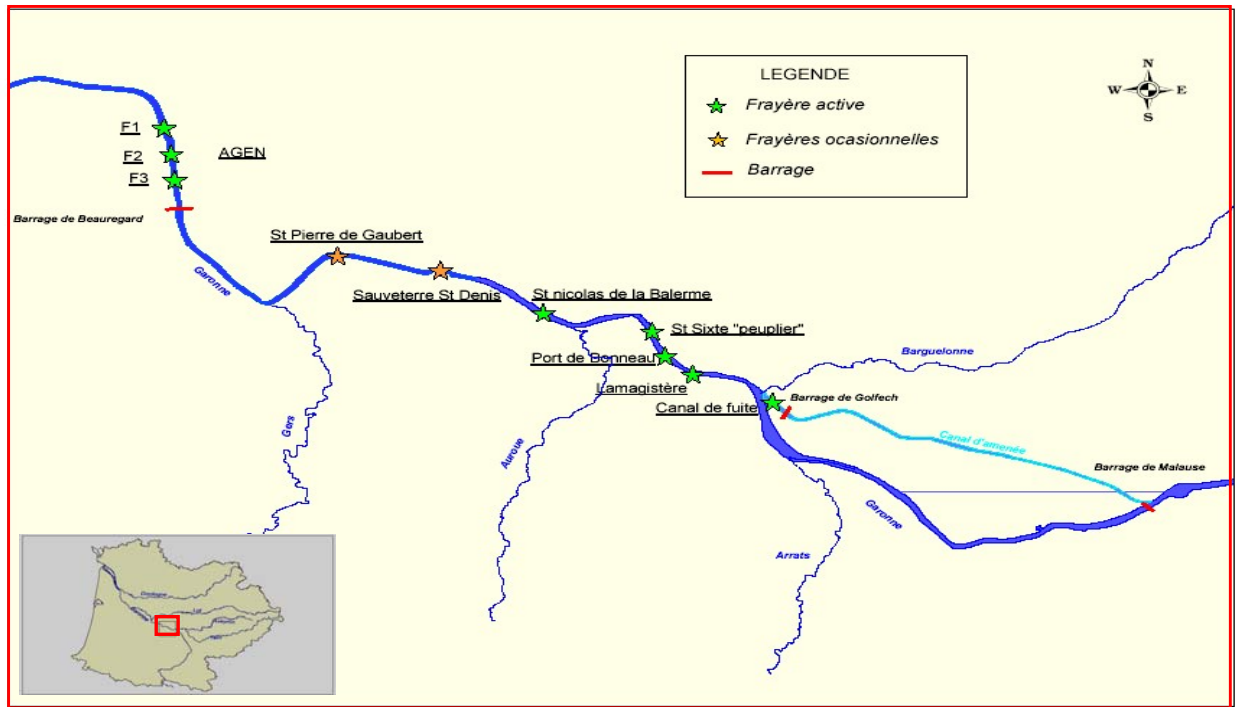 LEGENDE
Frayère active
Frayères ocasionnelles
Barrage
N
W
E
S
F1
F2
AGEN
F3
Barrage de Beauregard
St Pierre de Gaubert
Garonne
Sauveterre St Denis
St nicolas de la Balerme
St Sixte "peuplier"
Port de Bonneau
Barguelonne
Lamagistère
Canal de fuite
Barrage de Golfech
Gers
Auroue
Canal d'amenée
Barrage de Malause
Garonne
Arrats